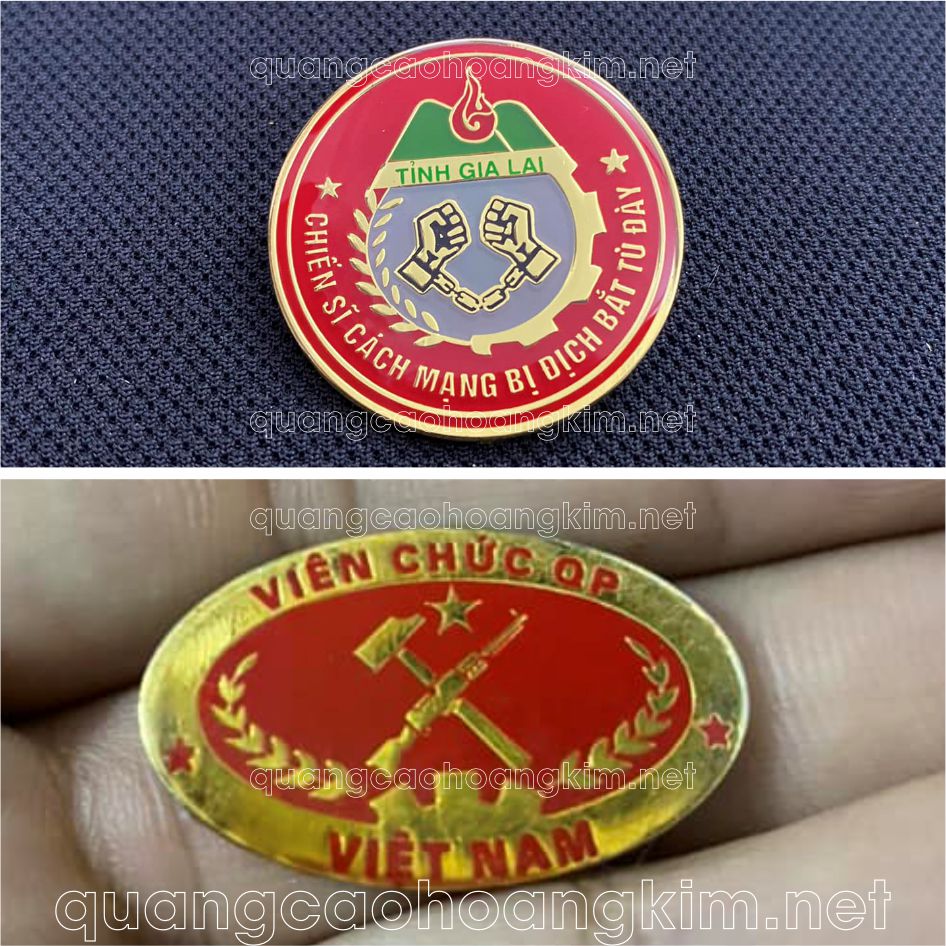 quangcaohoangkim.net
TỈNH GIA LAI
CHIẾN SĨ CÁCH MẠNG BỊ ĐỊCH BẮT TÙ ĐÀY
quangcaohoangkim.net
quangcaohoangkim.net
VIÊN CHỨC QP
quangcaohoangkim.net
VIỆT NAM
quangcaohoangkim.net